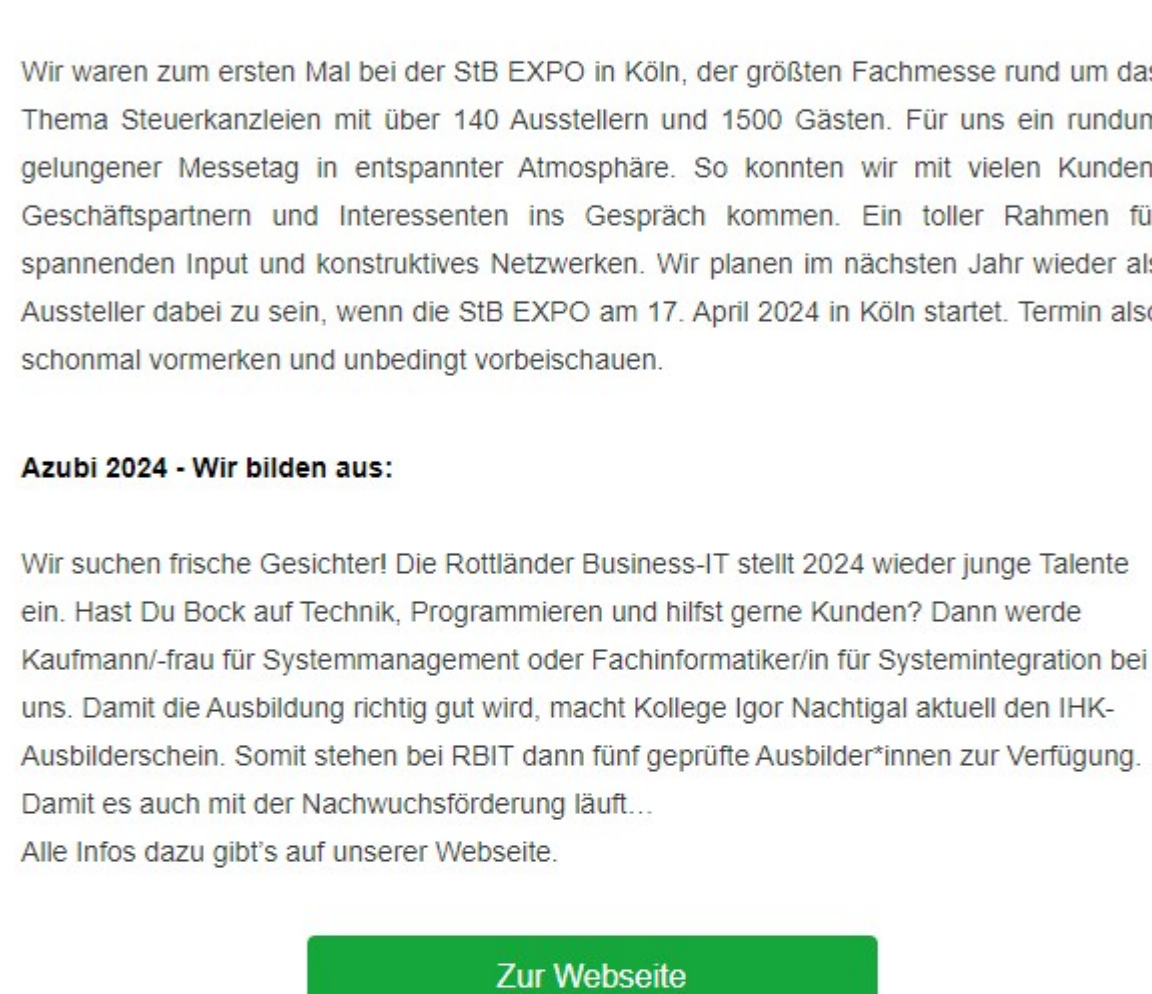 Wir waren zum ersten Mal bei der StB EXPO in Köln, der größten Fachmesse rund um das
Thema Steuerkanzleien mit über 140 Ausstellern und 1500 Gästen. Für uns ein rundum
gelungener Messetag in entspannter Atmosphäre. So konnten wir mit vielen Kunden
Geschäftspartnern und Interessenten ins Gespräch kommen. Ein toller Rahmen für
spannenden Input und konstruktives Netzwerken. Wir planen im nächsten Jahr wieder als
Aussteller dabei zu sein, wenn die StB EXPO am 17. April 2024 in Köln startet. Termin also
schonmal vormerken und unbedingt vorbeischauen.
Azubi 2024 - Wir bilden aus:
Wir suchen frische Gesichter! Die Rottländer Business-IT stellt 2024 wieder junge Talente
ein. Hast Du Bock auf Technik, Programmieren und hilfst gerne Kunden? Dann werde
Kaufmann/-frau für Systemmanagement oder Fachinformatiker/in für Systemintegration bei
uns. Damit die Ausbildung richtig gut wird, macht Kollege Igor Nachtigal aktuell den IHK-
Ausbilderschein. Somit stehen bei RBIT dann fünf geprüfte Ausbilder*innen zur Verfügung.
Damit es auch mit der Nachwuchsförderung läuft…
Alle Infos dazu gibt’s auf unserer Webseite.
Zur Webseite